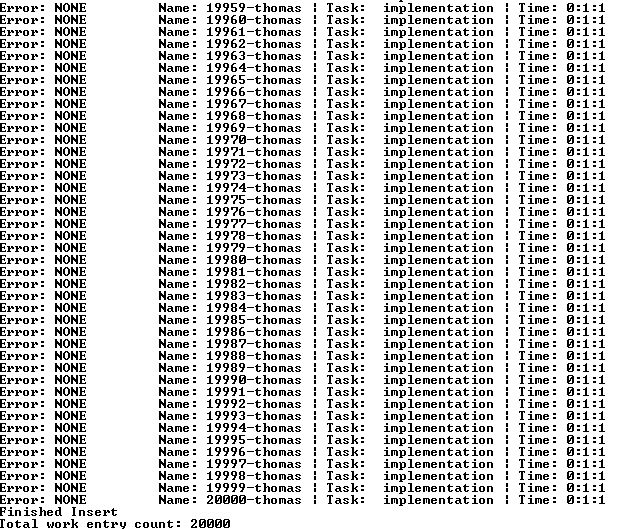 Error: NONE Name: 19959-thomas ¦ Task: implementation ¦ Time: 0:1:1
Error: NONE Name: 19960-thomas ¦ Task: implementation ¦ Time: 0:1:1
Error: NONE Name: 19961-thomas ¦ Task: implementation ¦ Time: 0:1:1
Error: NONE Name: 19962-thomas ¦ Task: implementation ¦ Time: 0:1:1
Error: NONE Name: 19963-thomas ¦ Task: implementation ¦ Time: 0:1:1
Error: NONE Name: 19964-thomas ¦ Task: implementation ¦ Time: 0:1:1
Error: NONE Name: 19965-thomas ¦ Task: implementation ¦ Time: 0:1:1
Error: NONE Name: 19966-thomas ¦ Task: implementation ¦ Time: 0:1:1
Error: NONE Name: 19967-thomas ¦ Task: implementation ¦ Time: 0:1:1
Error: NONE Name: 19968-thomas ¦ Task: implementation ¦ Time: 0:1:1
Error: NONE Name: 19969-thomas ¦ Task: implementation ¦ Time: 0:1:1
Error: NONE Name: 19970-thomas ¦ Task: implementation ¦ Time: 0:1:1
Error: NONE Name: 19971-thomas ¦ Task: implementation ¦ Time: 0:1:1
Error: NONE Name: 19972-thomas ¦ Task: implementation ¦ Time: 0:1:1
Error: NONE Name: 19973-thomas ¦ Task: implementation ¦ Time: 0:1:1
Error: NONE Name: 19974-thomas ¦ Task: implementation ¦ Time: 0:1:1
Error: NONE Name: 19975-thomas ¦ Task: implementation ¦ Time: 0:1:1
Error: NONE Name: 19976-thomas ¦ Task: implementation ¦ Time: 0:1:1
Error: NONE Name: 19977-thomas ¦ Task: implementation ¦ Time: 0:1:1
Error: NONE Name: 19978-thomas ¦ Task: implementation ¦ Time: 0:1:1
Error: NONE Name: 19979-thomas ¦ Task: implementation ¦ Time: 0:1:1
Error: NONE Name: 19980-thomas ¦ Task: implementation ¦ Time: 0:1:1
Error: NONE Name: 19981-thomas ¦ Task: implementation ¦ Time: 0:1:1
Error: NONE Name: 19982-thomas ¦ Task: implementation ¦ Time: 0:1:1
Error: NONE Name: 19983-thomas ¦ Task: implementation ¦ Time: 0:1:1
Error: NONE Name: 19984-thomas ¦ Task: implementation ¦ Time: 0:1:1
Error: NONE Name: 19985-thomas ¦ Task: implementation ¦ Time: 0:1:1
Error: NONE Name: 19986-thomas ¦ Task: implementation ¦ Time: 0:1:1
Error: NONE Name: 19987-thomas ¦ Task: implementation ¦ Time: 0:1:1
Error: NONE Name: 19988-thomas ¦ Task: implementation ¦ Time: 0:1:1
Error: NONE Name: 19989-thomas ¦ Task: implementation ¦ Time: 0:1:1
Error: NONE Name: 19990-thomas ¦ Task: implementation ¦ Time: 0:1:1
Error: NONE Name: 19991-thomas ¦ Task: implementation ¦ Time: 0:1:1
Error: NONE Name: 19992-thomas ¦ Task: implementation ¦ Time: 0:1:1
Error: NONE Name: 19993-thomas ¦ Task: implementation ¦ Time: 0:1:1
Error: NONE Name: 19994-thomas ¦ Task: implementation ¦ Time: 0:1:1
Error: NONE Name: 19995-thomas ¦ Task: implementation ¦ Time: 0:1:1
Error: NONE Name: 19996-thomas ¦ Task: implementation ¦ Time: 0:1:1
Error: NONE Name: 19997-thomas ¦ Task: implementation ¦ Time: 0:1:1
Error: NONE Name: 19998-thomas ¦ Task: implementation ¦ Time: 0:1:1
Error: NONE Name: 19999-thomas ¦ Task: implementation ¦ Time: 0:1:1
Error: NONE Name: 20000-thomas ¦ Task: implementation ¦ Time: 0:1:1
Finished Insert
Total work entry count: 20000